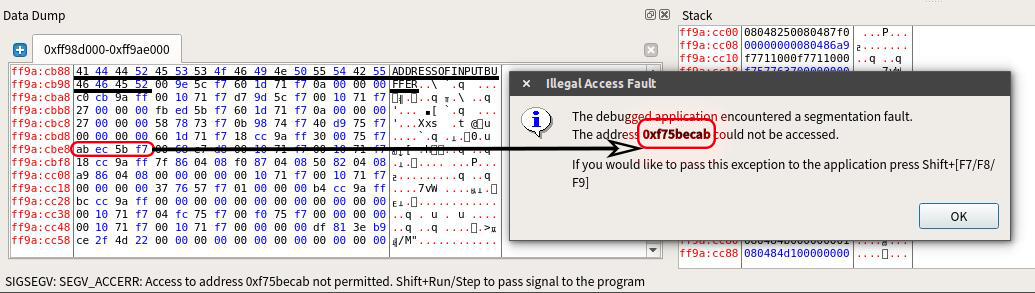 Data Dump
Stack
0xff98d000-0xff9ae000
ff9a:cb88 41 44 44 52 45 53 53 4f 46 49 4e 50 55 54 42 55 ADDRESSOFINPUTBU
ff9a:cb98 46 46 45 52 00 9e 5c f7 60 1d 71 f7 0a 00 00 00 FFER..\.`.q.....
ff9a:cba8 c0 cb 9a ff 00 10 71 f7 d7 9d 5c f7 00 10 71 f7
ff9a:cbb8 27 00 00 00 fb ed 5b f7 60 1d 71 f7 0a 00 00 00
ff9a:cbc8 27 00 00 00 58 78 73 f7 0b 98 74 f7 40 d9 75 f7
ff9a:cbd8 00 00 00 00 60 1d 71 f7 18 cc 9a ff 30 00 75 f7
ff9a:cbe8 ab ec 5b f7
ff9a:cbf8 18 cc 9a ff 7f 86 04 08 f0 87 04 08 50 82 04 08
ff9a:cc08 a9 86 04 08 00 00 00 00 00 10 71 f7 00 10 71 f7
ff9a:cc18 00 00 00 00 37 76 57 f7 01 00 00 00 b4 cc 9a ff
ff9a:cc28 bc cc 9a ff 00 00 00 00 00 00 00 00 00 00 00 00
ff9a:cc38 00 10 71 f7 04 fc 75 f7 00 f0 75 f7 00 00 00 00
ff9a:cc48 00 10 71 f7 00 10 71 f7 00 00 00 00 df 81 3e b9
ff9a:cc58 ce 2f 4d 22 00 00 00 00 00 00 00 00 00 00 00 00
ff9a:cc00 08048250080487f0 ...P...
ff9a:cc08 00000000080486a9
ff9a:cc10 f7711000f7711000
ff9a:cc18 f757763700000000
ff9a:cc88 080484d100000000
Illegal Access Fault
The debugged application encountered a segmentation fault.
The address 0xf75becab could not be accessed.
If you would like to pass this exception to the application press Shift+[F7/F8/
F9]
OK
SIGSEGV: SEGV_ACCERR: Access to address 0xf75becab not permitted. Shift+Run/Step to pass signal to the program